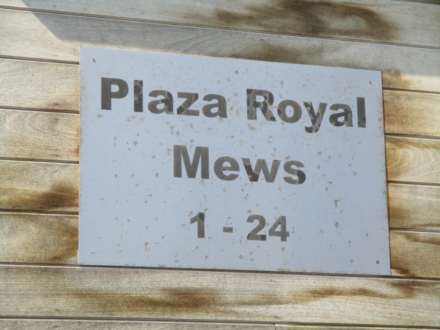 Plaza Royal
Mews
1 - 24